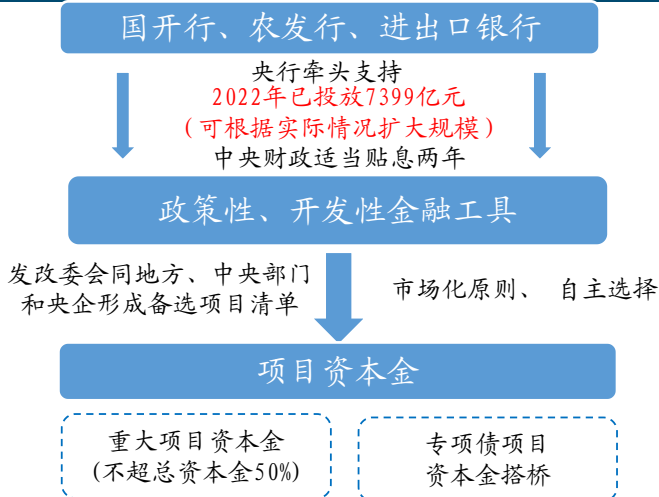 国开行、农发行、进出口银行
央行牵头支持
2022年已投放7399亿元
(可根据实际情况扩大规模)
中央财政适当贴息两年
政策性、开发性金融工具
发改委会同地方、中央部门
和央企形成备选项目清单
市场化原则、 自主选择
项目资本金
重大项目资本金
(不超总资本金50%)
专项债项目
资本金搭桥